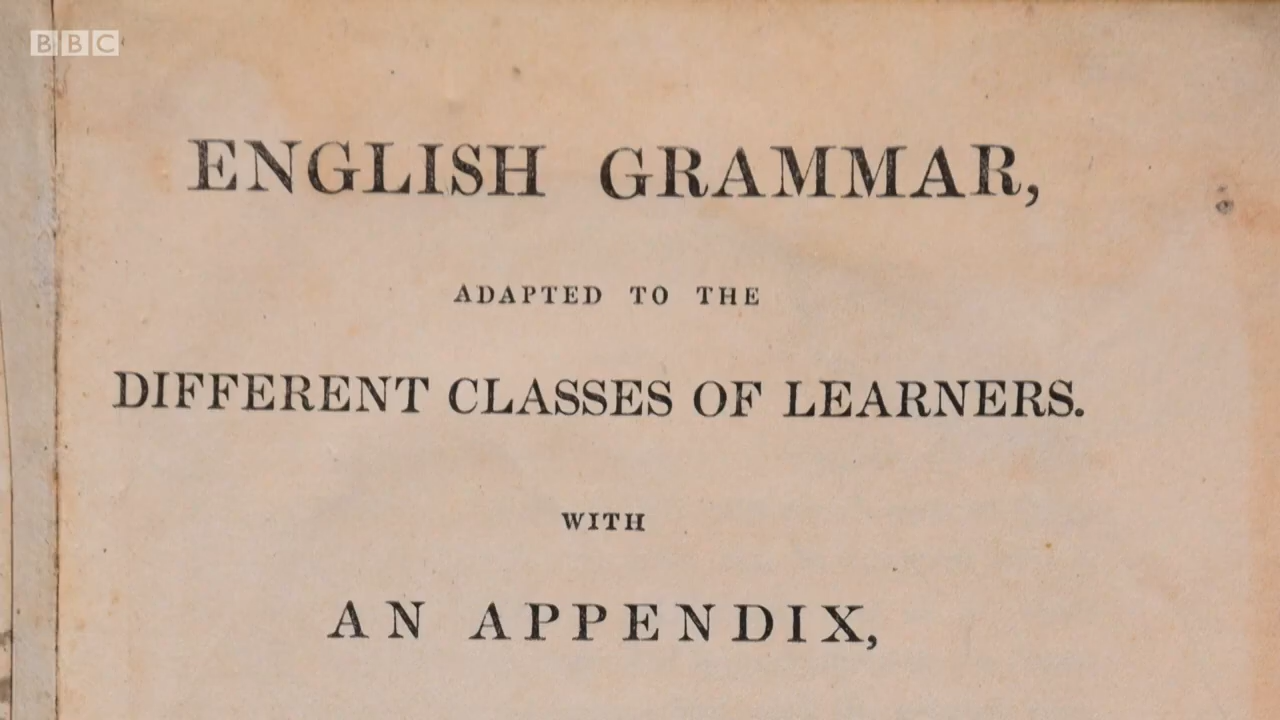 BBC
ENGLISH GRAMMAR,
ADAPTED TO THE
DIFFERENT CLASSES OF LEARNERS.
WITH
AN APPENDIX,